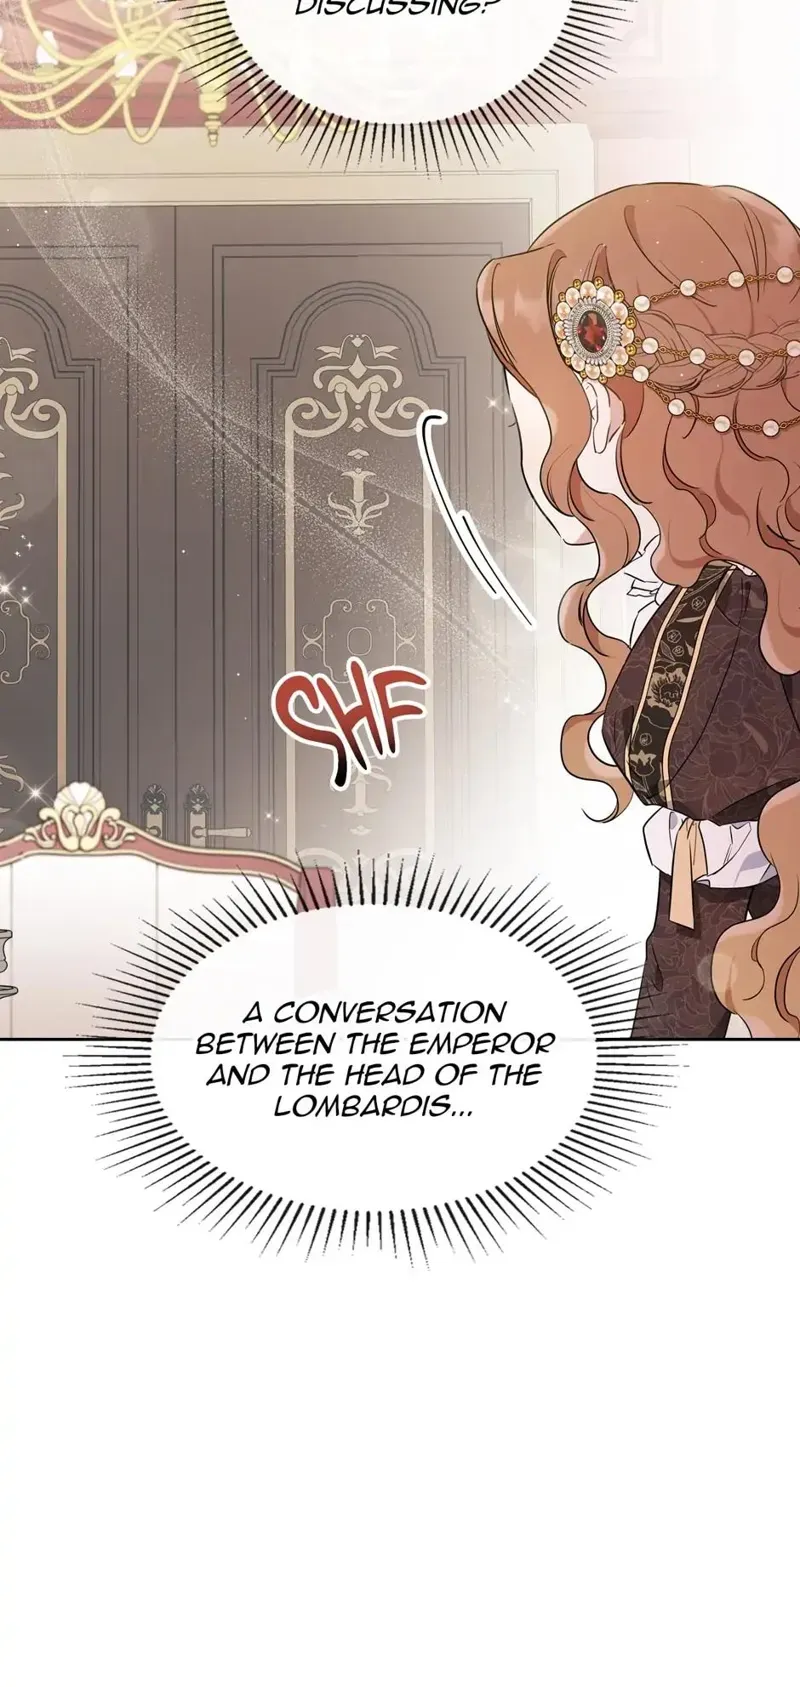 DISCUSSING?
SHF
A CONVERSATION
BETWEEN THE EMPEROR
AND THE HEAD OF THE
LOMBARDIS...